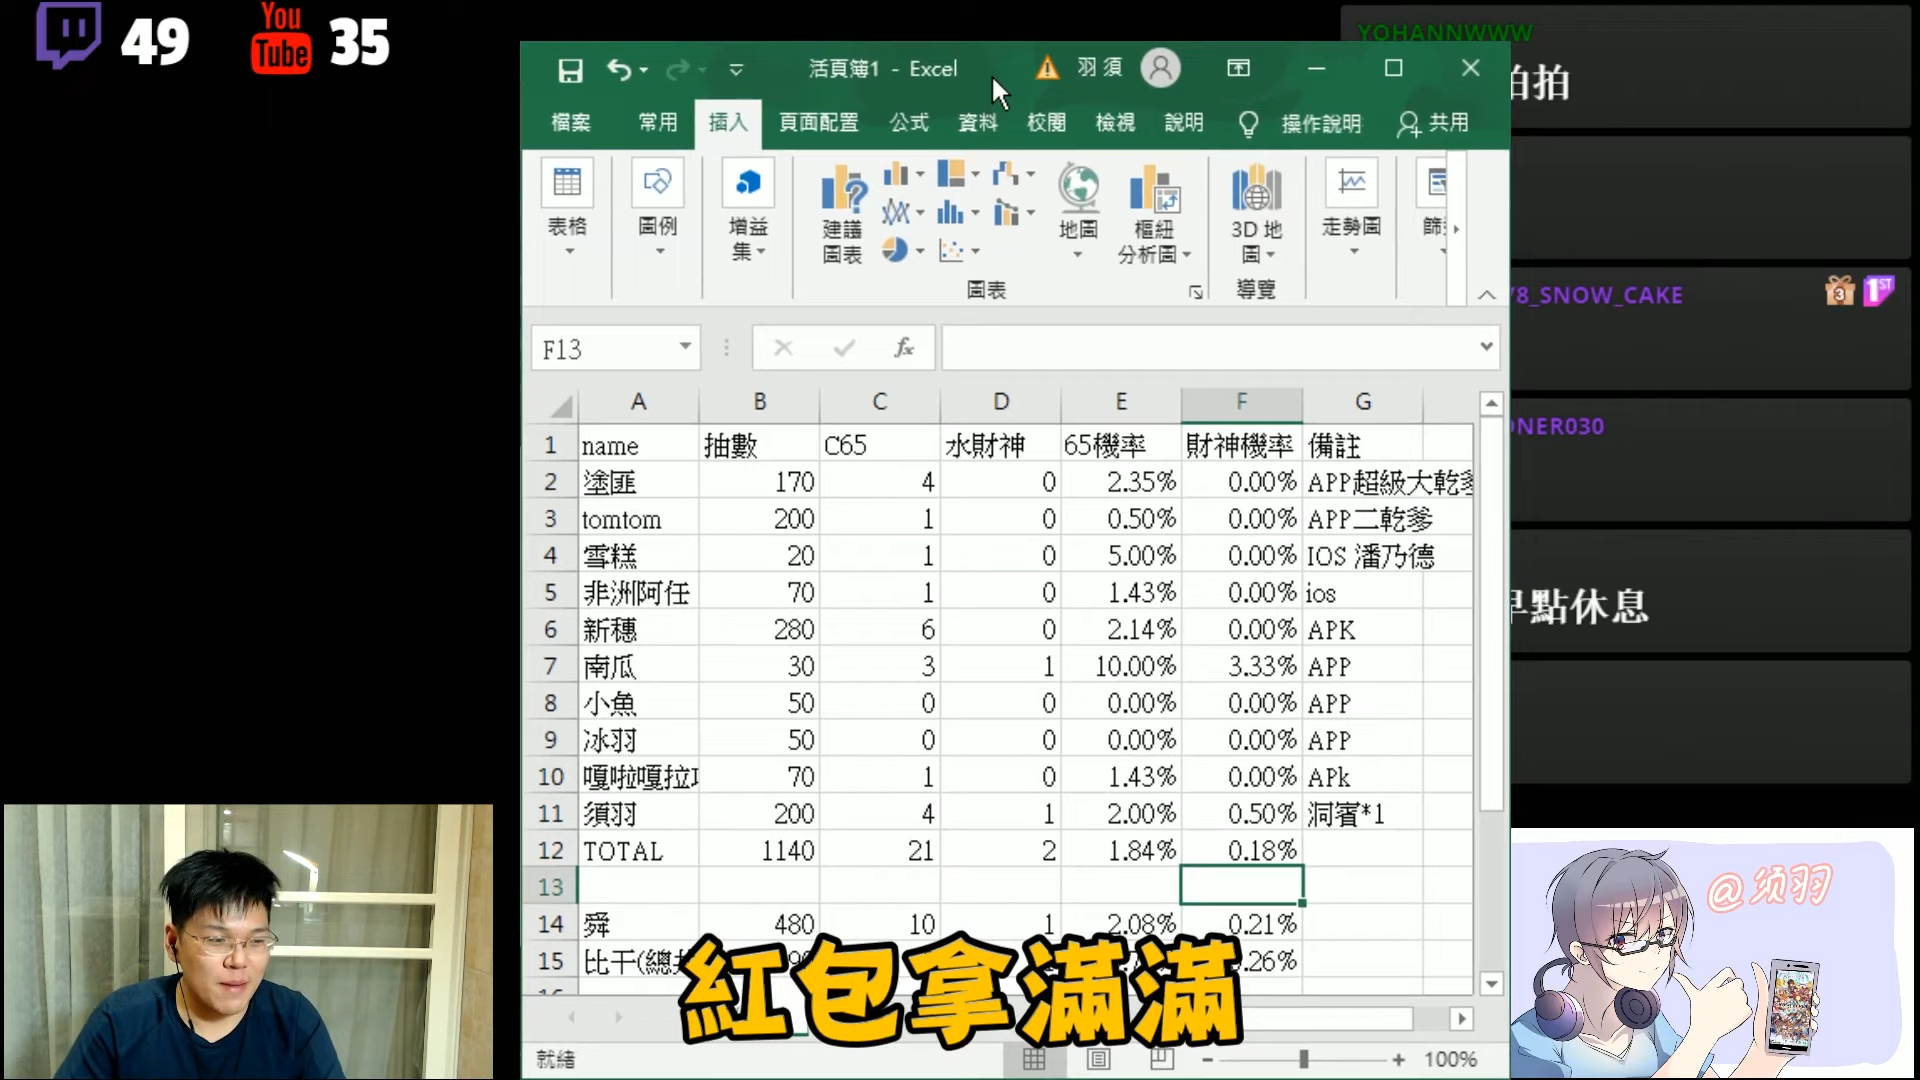 49
You
Tube
35
YOHANNWWW
拍拍
8_SNOW_CAKE
3
1ST
NER030
早點休息
活頁簿1 - Excel
羽 須
檔案
常用
插入
頁面配置
公式
資料
校閱
檢視
說明
操作說明
共用
表格
圖例
增益
集
建議
圖表
地圖
樞紐
分析圖
3D 地
圖
走勢圖
圖表
導覽
F13
fx
A B C D E F G
1 name 抽數 C65 水財神 65機率 財神機率 備註
2 塗匪 170 4 0 2.35% 0.00% APP超級大乾爹
3 tomtom 200 1 0 0.50% 0.00% APP二乾爹
4 雪糕 20 1 0 5.00% 0.00% IOS 潘乃德
5 非洲阿任 70 1 0 1.43% 0.00% ios
6 新穗 280 6 0 2.14% 0.00% APK
7 南瓜 30 3 1 10.00% 3.33% APP
8 小魚 50 0 0 0.00% 0.00% APP
9 冰羽 50 0 0 0.00% 0.00% APP
10 嘎啦嘎拉 70 1 0 1.43% 0.00% APk
11 須羽 200 4 1 2.00% 0.50% 洞賓*1
12 TOTAL 1140 21 2 1.84% 0.18%
13
14 舜 480 10 1 2.08% 0.21%
15 比干(總 .26%
紅包拿滿滿
就緒
100%
@须羽